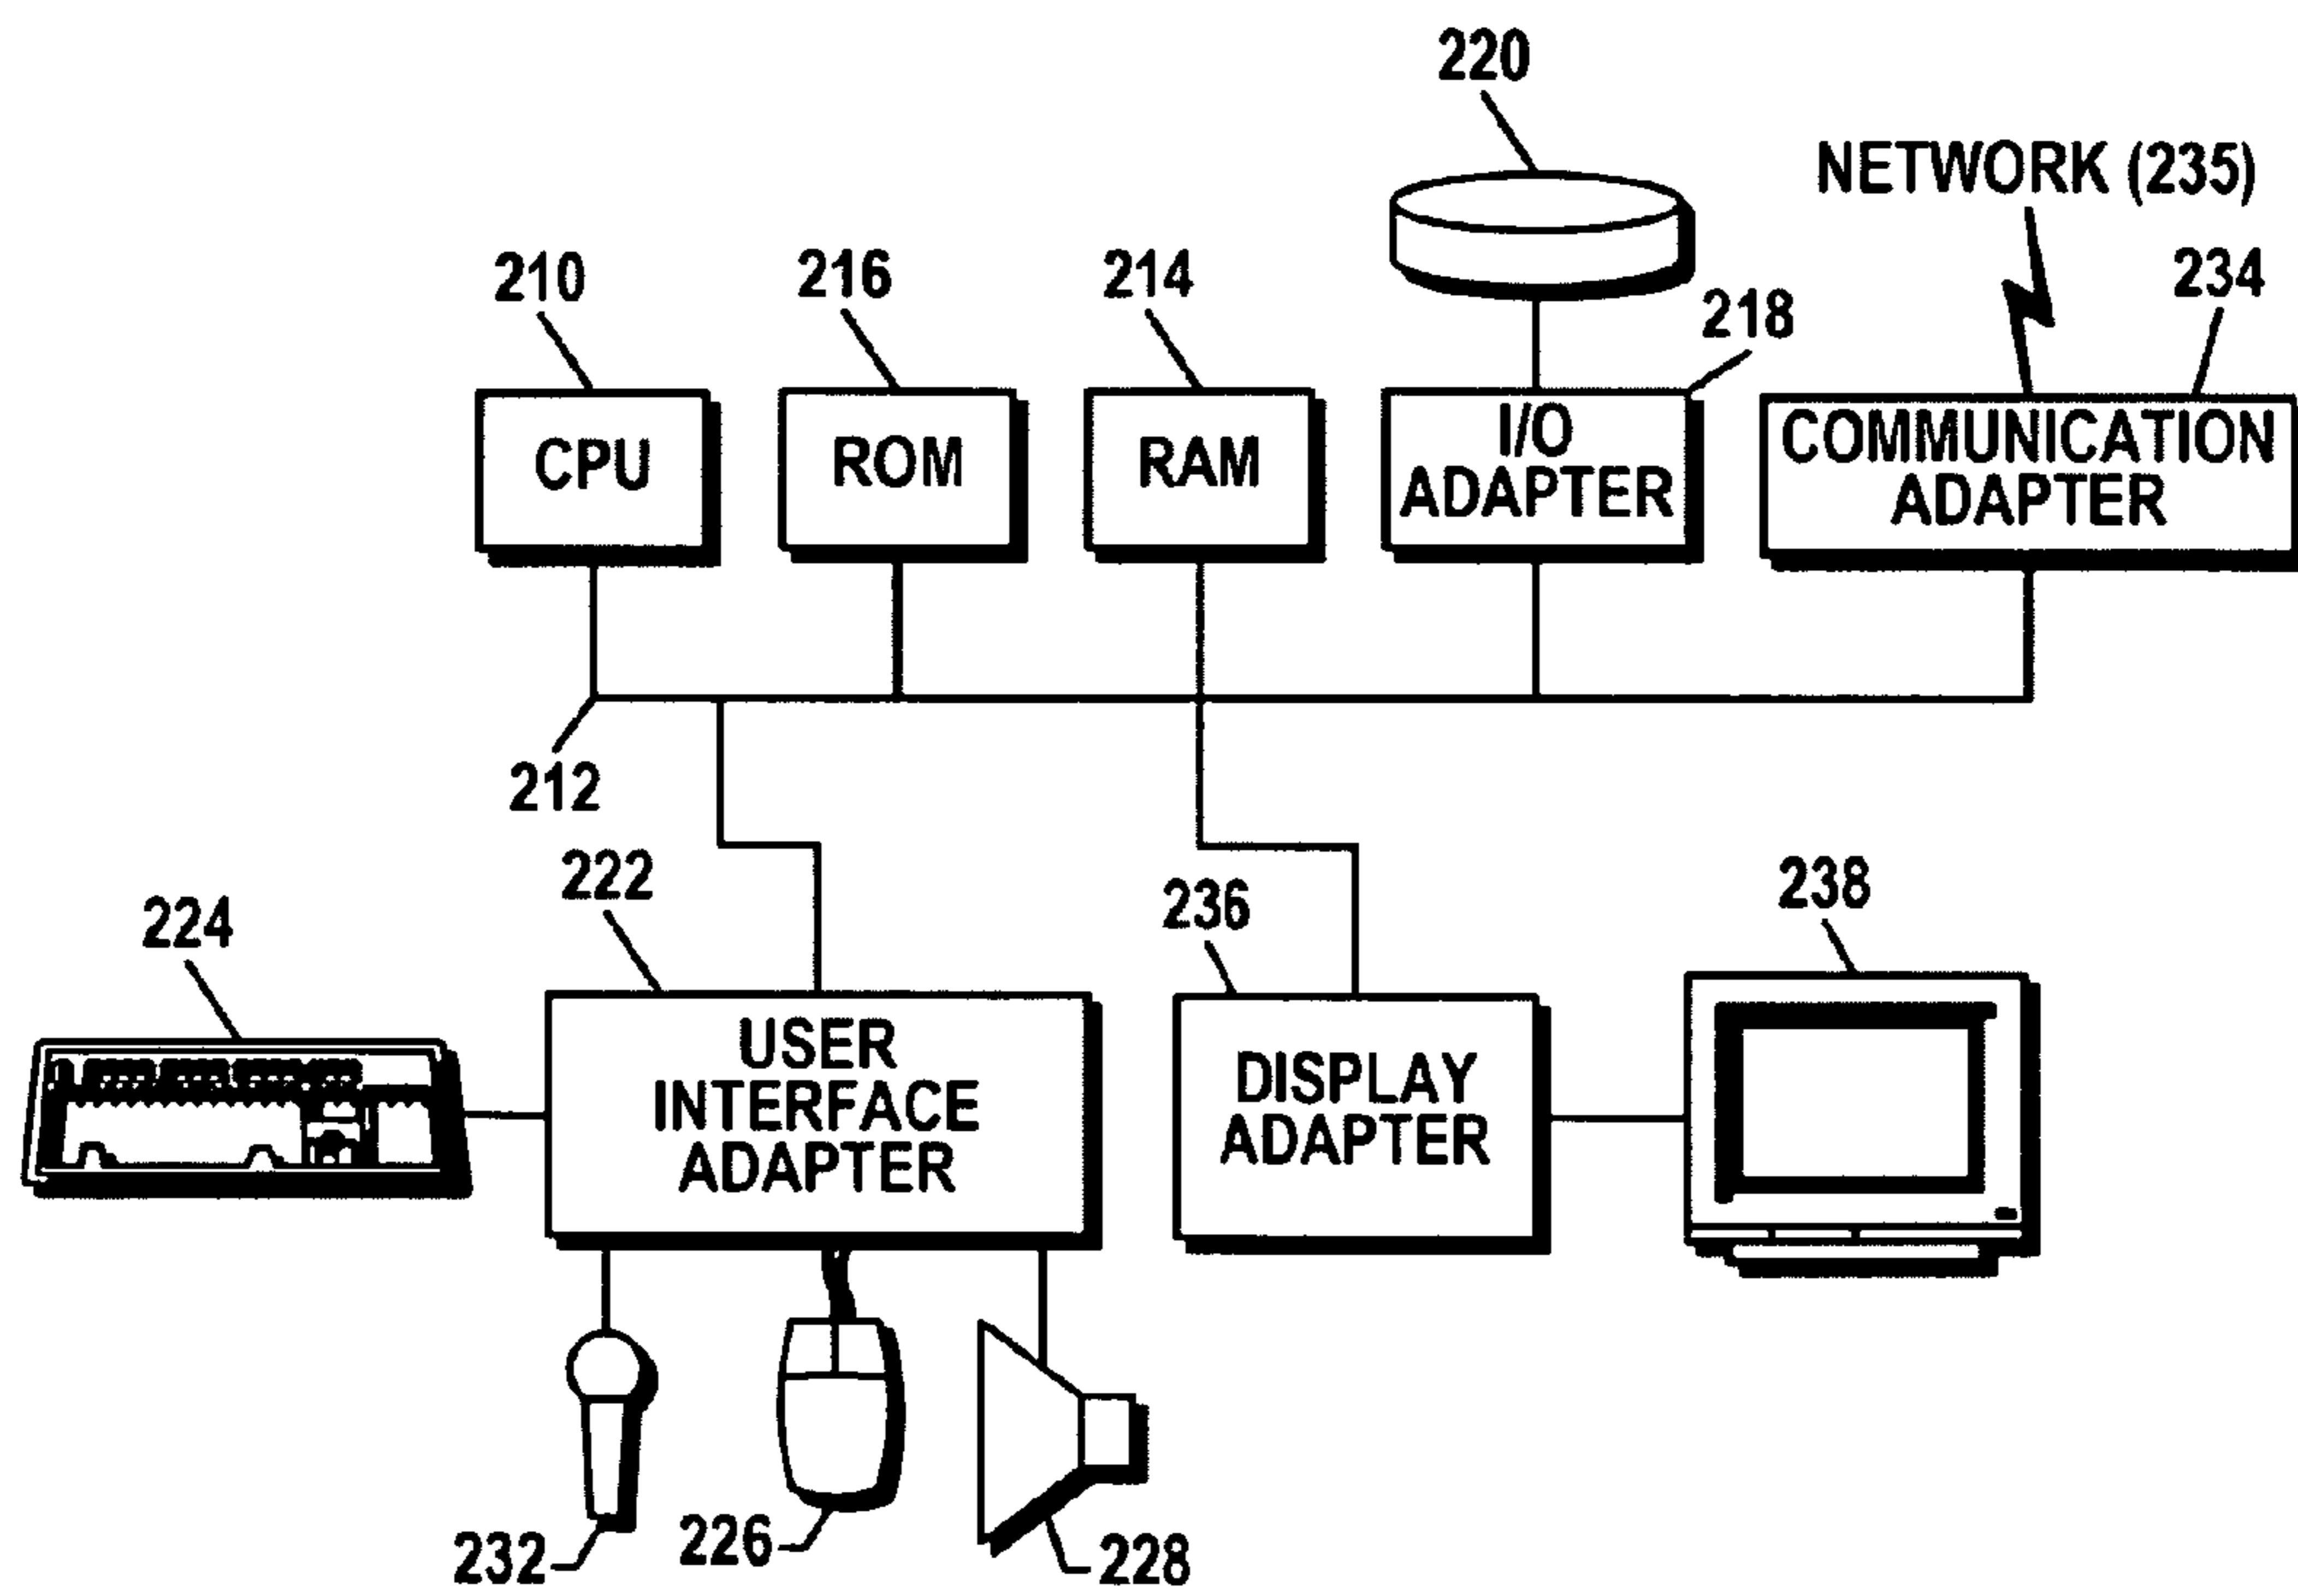 220
NETWORK (235)
210
216
214
218
234
CPU
ROM
RAM
I/O
ADAPTER
COMMUNICATION
ADAPTER
212
222
236
238
224
USER
INTERFACE
ADAPTER
DISPLAY
ADAPTER
232
226
228